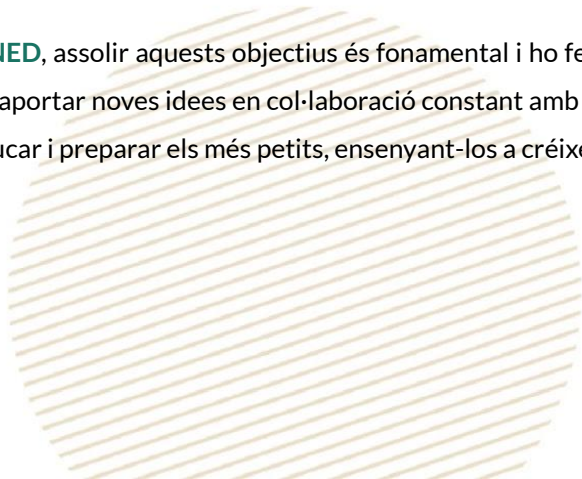 NED, assolir aquests objectius és fonamental i ho fe
aportar noves idees en col·laboració constant amb
ucar i preparar els més petits, ensenyant-los a créixe